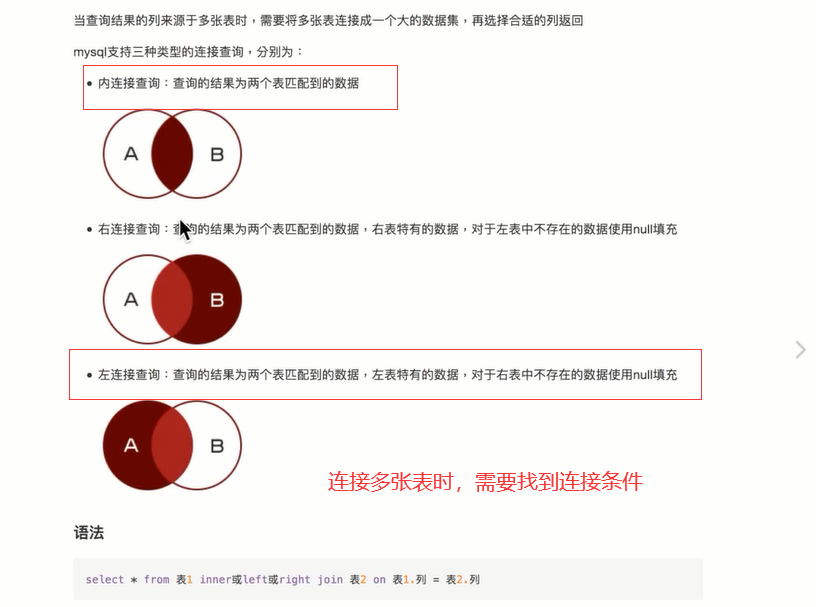 当查询结果的列来源于多张表时，需要将多张表连接成一个大的数据集，再选择合适的列返回
mysql支持三种类型的连接查询，分别为：
• 内连接查询：查询的结果为两个表匹配到的数据
A B
• 右连接查询：查询的结果为两个表匹配到的数据，右表特有的数据，对于左表中不存在的数据使用null填充
A B
• 左连接查询：查询的结果为两个表匹配到的数据，左表特有的数据，对于右表中不存在的数据使用null填充
A B
连接多张表时，需要找到连接条件
语法
select * from 表1 inner或left或right join 表2 on 表1.列 = 表2.列